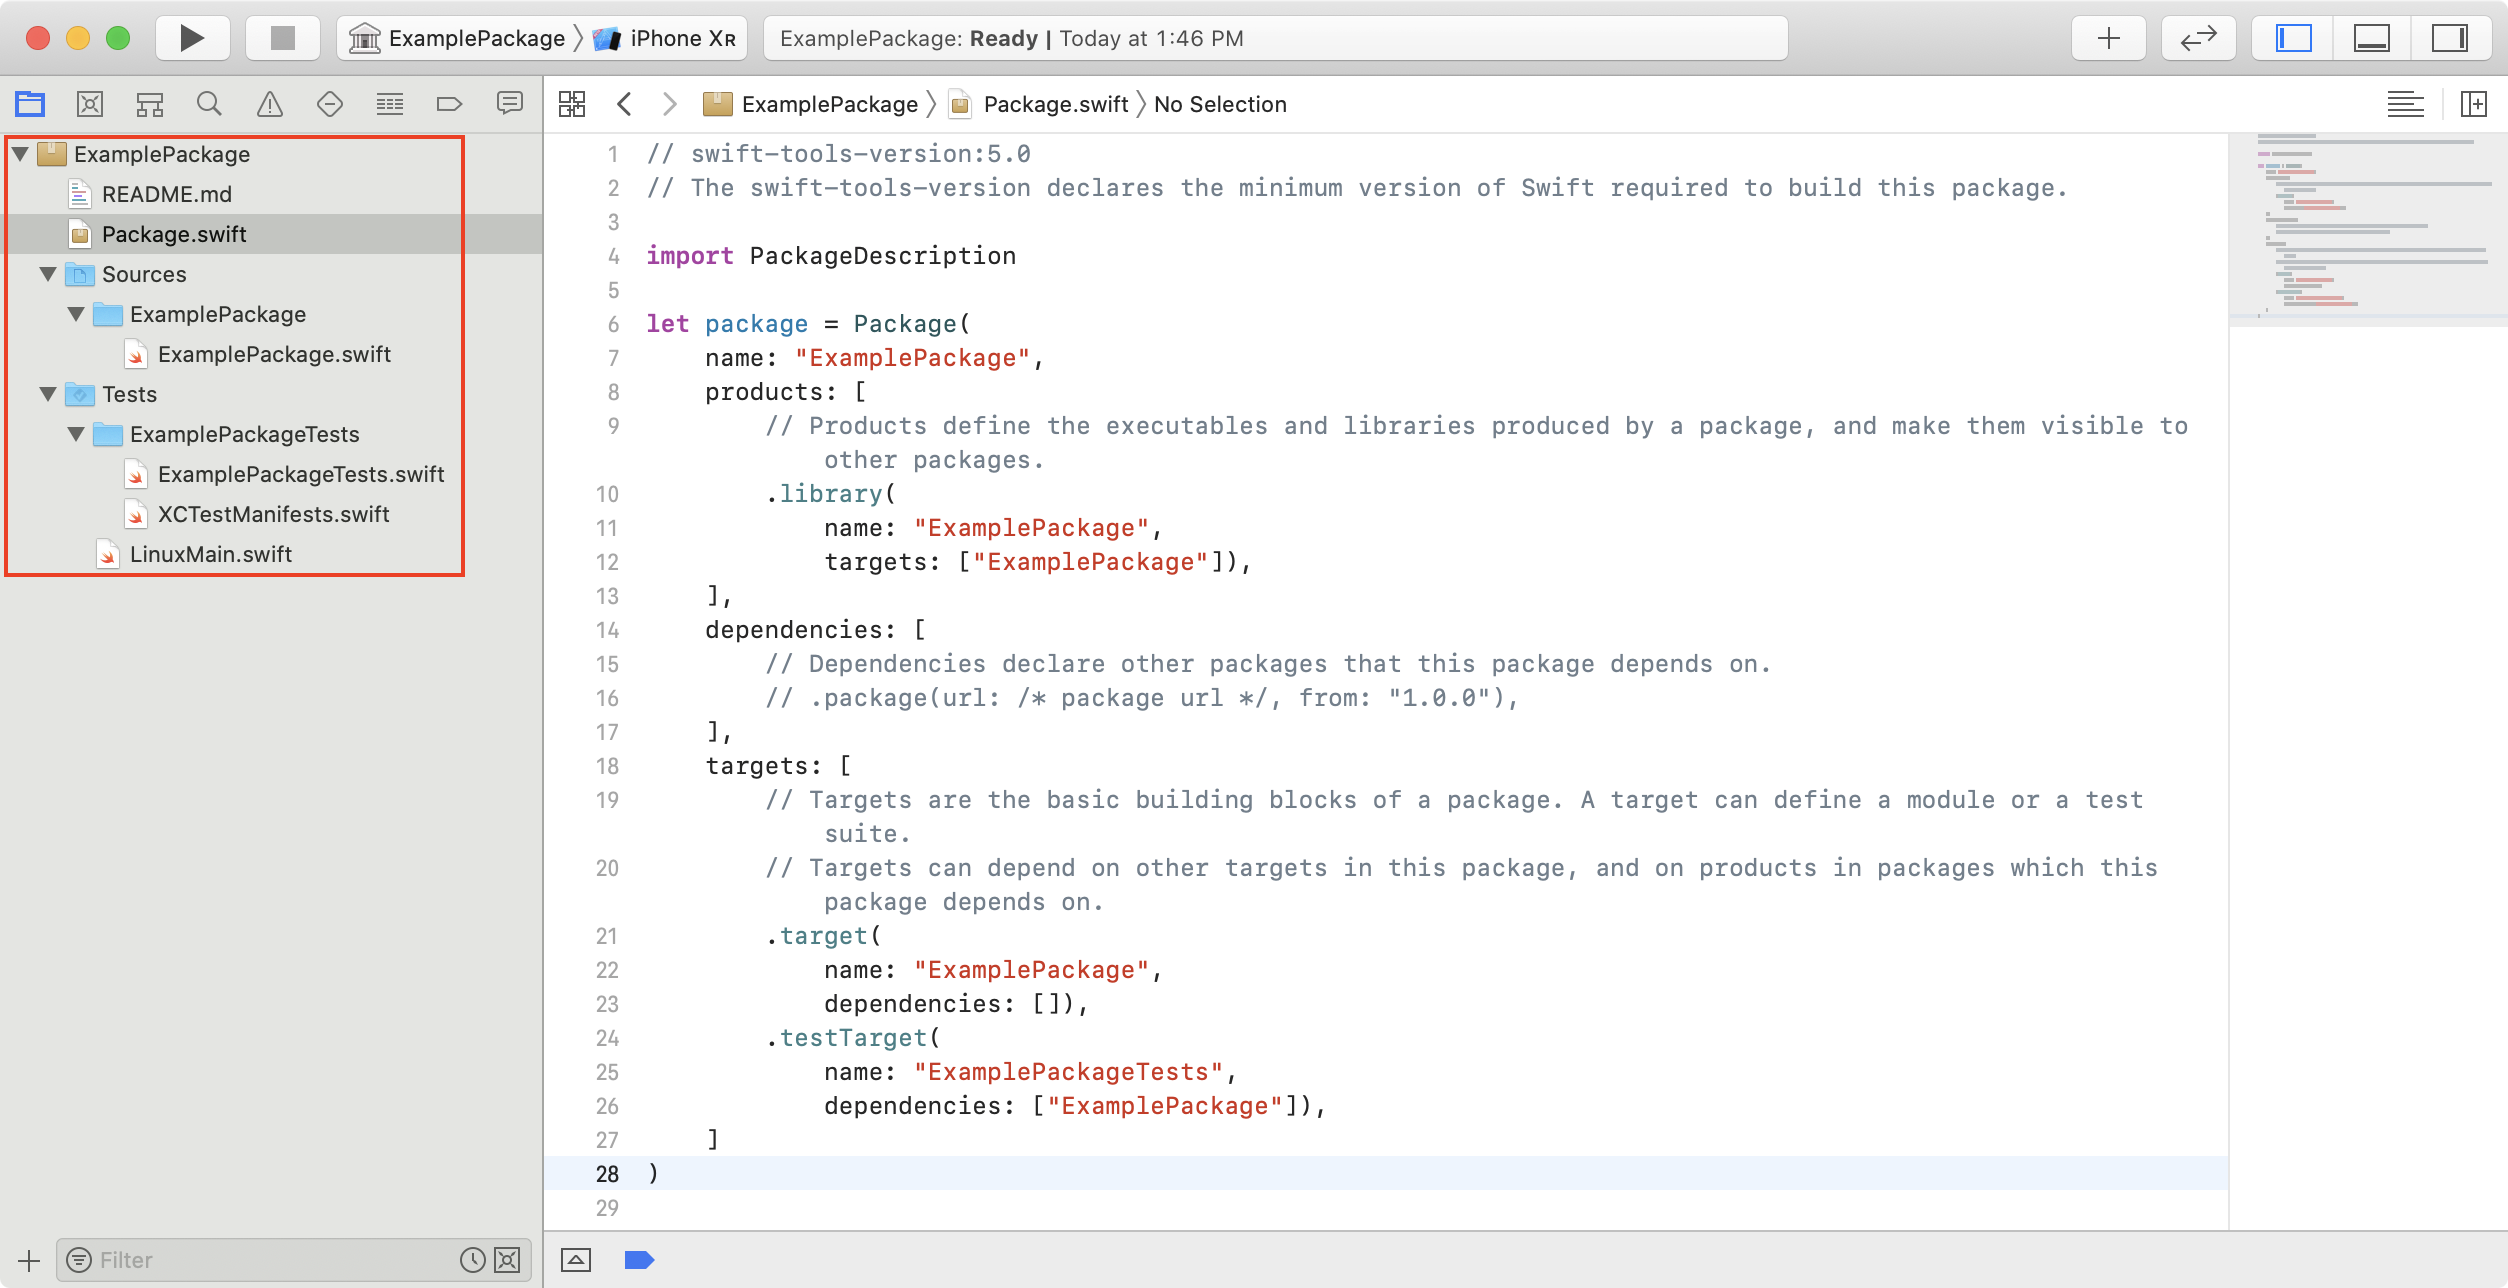 ExamplePackage iPhone XR
ExamplePackage: Ready | Today at 1:46 PM
ExamplePackage
README.md
Package.swift
Sources
ExamplePackage
ExamplePackage.swift
Tests
ExamplePackageTests
ExamplePackageTests.swift
XCTestManifests.swift
LinuxMain.swift
Filter
ExamplePackage Package.swift No Selection
1 // swift-tools-version:5.0
2 // The swift-tools-version declares the minimum version of Swift required to build this package.
3
4 import PackageDescription
5
6 let package = Package(
7     name: "ExamplePackage",
8     products: [
9         // Products define the executables and libraries produced by a package, and make them visible to
            other packages.
10         .library(
11             name: "ExamplePackage",
12             targets: ["ExamplePackage"]),
13     ],
14     dependencies: [
15         // Dependencies declare other packages that this package depends on.
16         // .package(url: /* package url */, from: "1.0.0"),
17     ],
18     targets: [
19         // Targets are the basic building blocks of a package. A target can define a module or a test
            suite.
20         // Targets can depend on other targets in this package, and on products in packages which this
            package depends on.
21         .target(
22             name: "ExamplePackage",
23             dependencies: []),
24         .testTarget(
25             name: "ExamplePackageTests",
26             dependencies: ["ExamplePackage"]),
27     ]
28 )
29